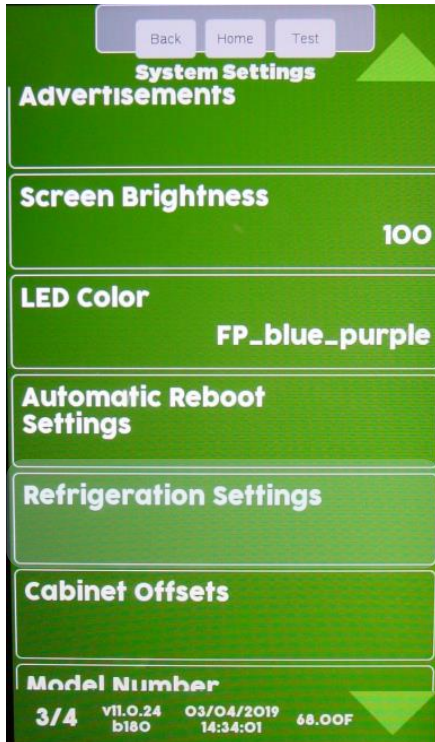 Back Home Test
System Settings
Advertisements
Screen Brightness
100
LED Color
FP_blue_purple
Automatic Reboot
Settings
Refrigeration Settings
Cabinet Offsets
Model Number
3/4 v11.0.24 03/04/2019 68.00F
b180 14:34:01